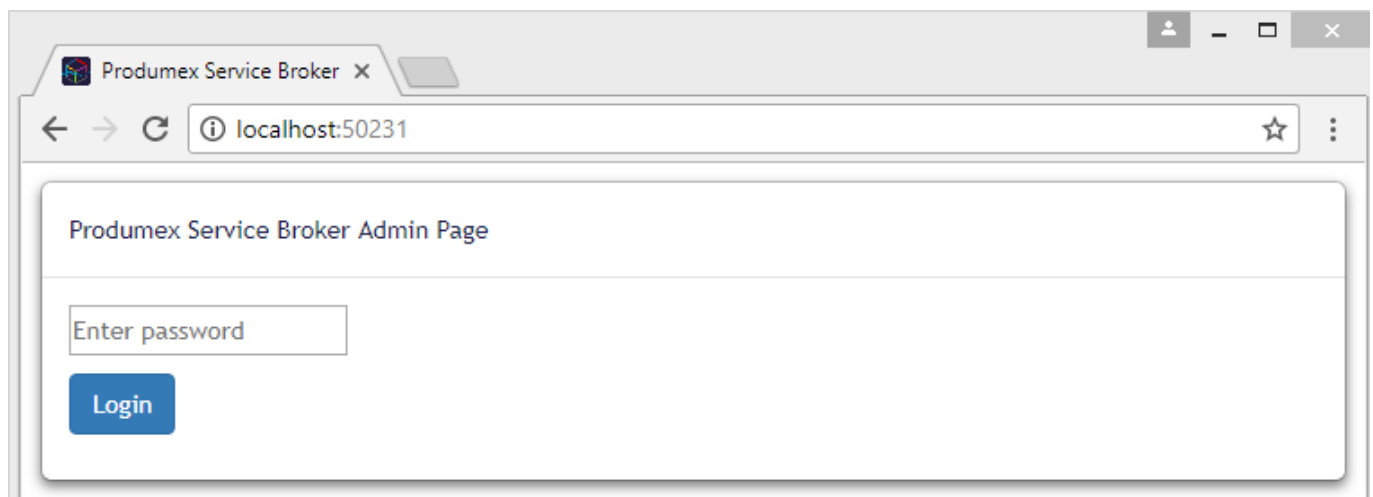 Produmex Service Broker
localhost:50231
Produmex Service Broker Admin Page
Enter password
Login